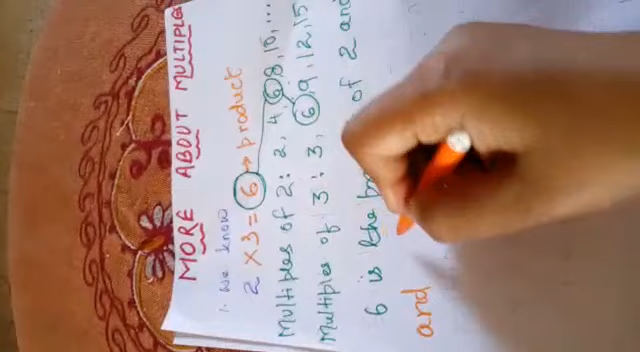 MORE ABOUT MULTIPLES
1. We know
2 × 3 = 6 → product
Multiples of 2: 2, 4, 6, 8, 10, ...
Multiples of 3: 3, 6, 9, 12, 15
6 is the of 2 and
and